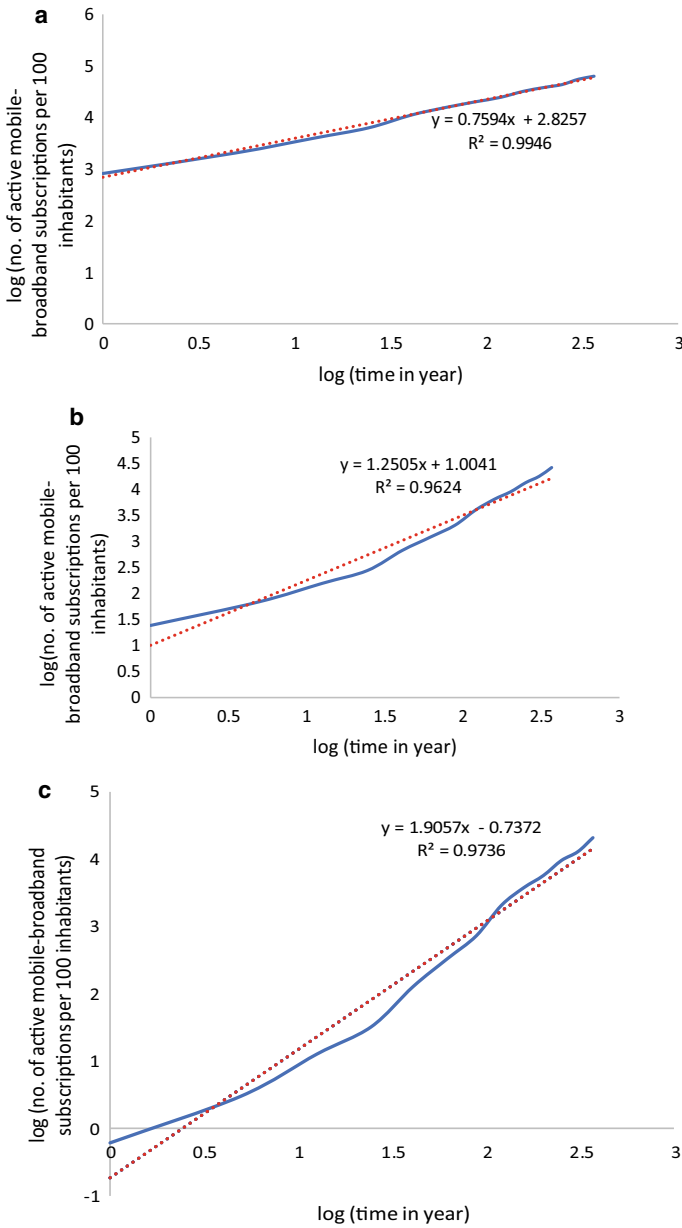 a
6
5
4
3
2
1
0
log (no. of active mobile-
broadband subscriptions per 100
inhabitants)
y = 0.7594x + 2.8257
R² = 0.9946
0 0.5 1 1.5 2 2.5 3
log (time in year)
b
5
4.5
4
3.5
3
2.5
2
1.5
1
0.5
0
log(no. of active mobile-
broadband subscriptions per 100
inhabitants)
y = 1.2505x + 1.0041
R² = 0.9624
0 0.5 1 1.5 2 2.5 3
log (time in year)
c
5
4
3
2
1
0
-1
log (no. of active mobile-broadband
subscriptions per 100 inhabitants)
y = 1.9057x - 0.7372
R² = 0.9736
0 0.5 1 1.5 2 2.5 3
log (time in year)